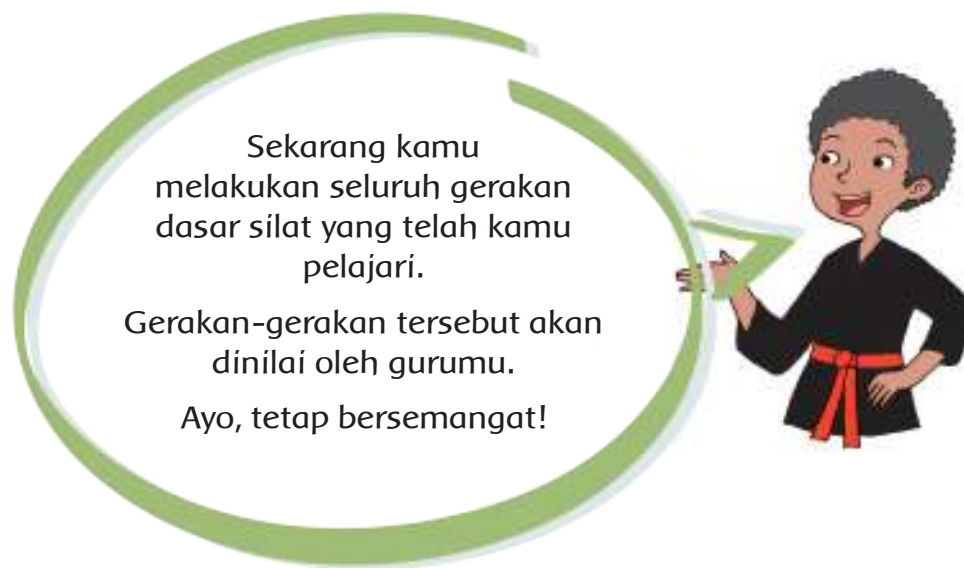 Sekarang kamu
melakukan seluruh gerakan
dasar silat yang telah kamu
pelajari.
Gerakan-gerakan tersebut akan
dinilai oleh gurumu.
Ayo, tetap bersemangat!